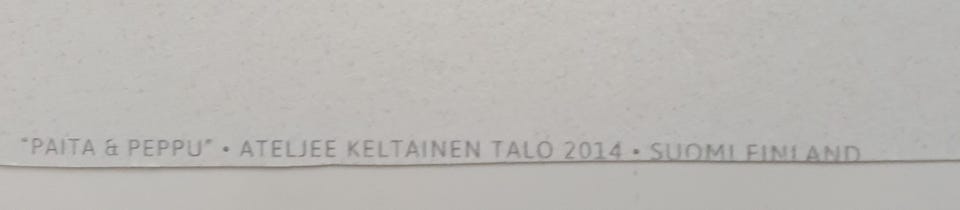 "PAITA & PEPPU" • ATELJEE KELTAINEN TALO 2014 • SUOMI FINLAND